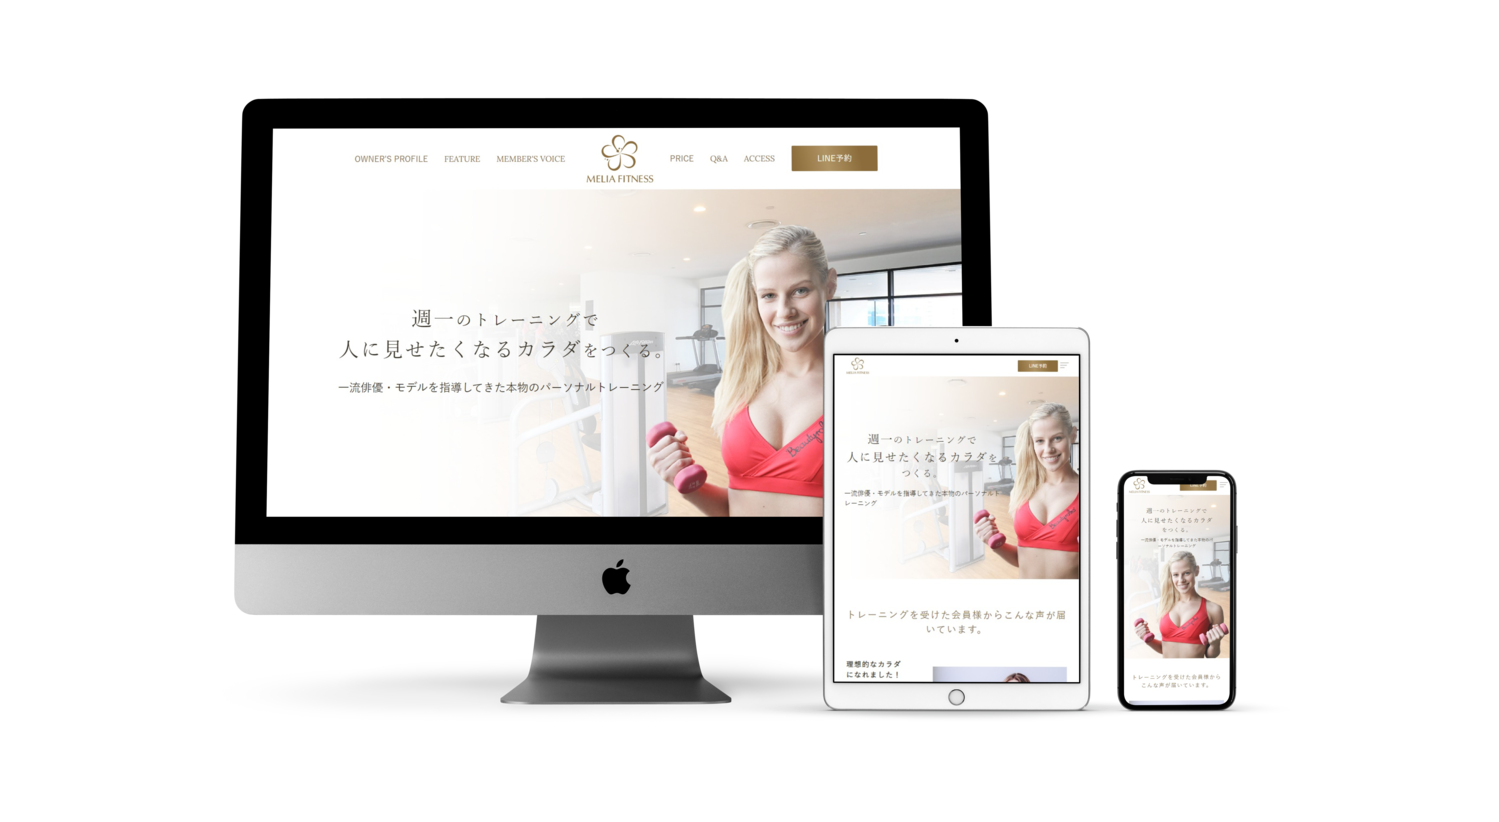 OWNER'S PROFILE
FEATURE
MEMBER'S VOICE
MELIA FITNESS
PRICE
Q&A
ACCESS
LINE予約
週一のトレーニングで
人に見せたくなるカラダをつくる。
一流俳優・モデルを指導してきた本物のパーソナルトレーニング
MELIA FITNESS
LINE予約
週一のトレーニングで
人に見せたくなるカラダを
つくる。
一流俳優・モデルを指導してきた本物のパーソナルト
レーニング
トレーニングを受けた会員様からこんな声が届
いています。
理想的なカラダ
になれました！
MELIA FITNESS
週一のトレーニングで
人に見せたくなるカラダ
をつくる。
一流俳優・モデルを指導してきた本物のパ
ーソナルトレーニング
トレーニングを受けた会員様から
こんな声が届いています。